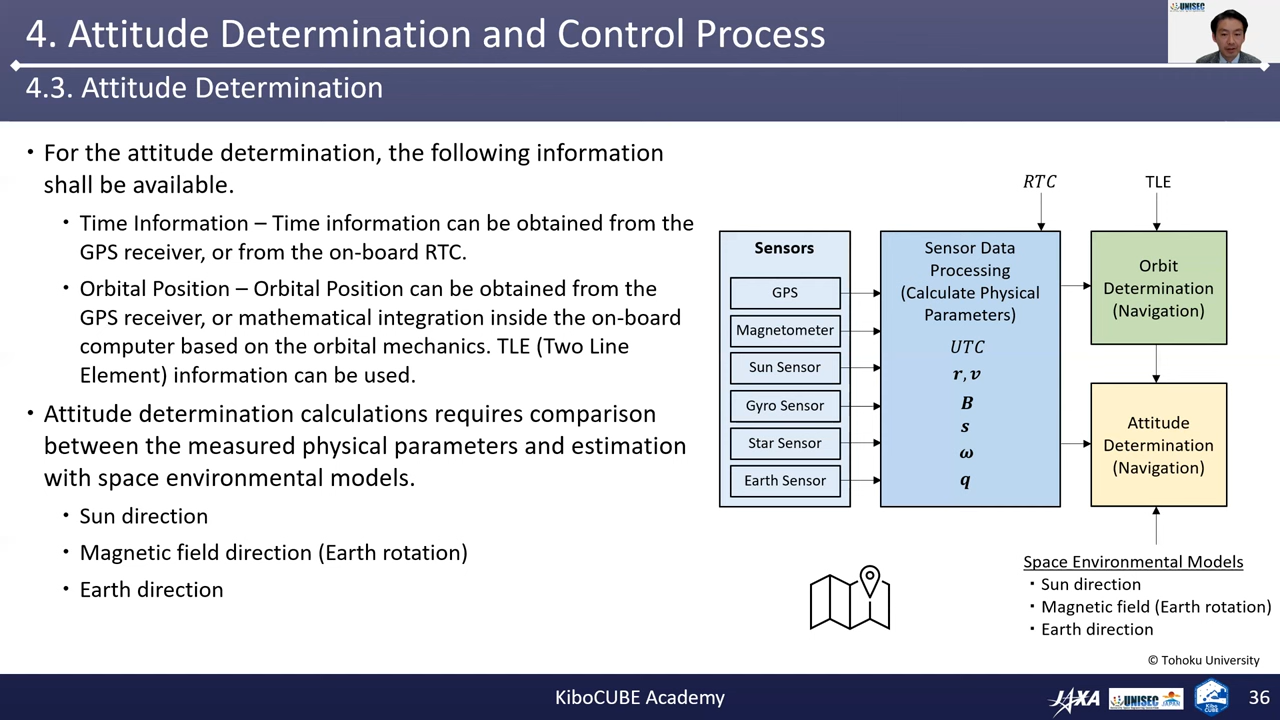 4. Attitude Determination and Control Process
4.3. Attitude Determination
UNISEC
• For the attitude determination, the following information
shall be available.
• Time Information – Time information can be obtained from the
GPS receiver, or from the on-board RTC.
• Orbital Position – Orbital Position can be obtained from the
GPS receiver, or mathematical integration inside the on-board
computer based on the orbital mechanics. TLE (Two Line
Element) information can be used.
• Attitude determination calculations requires comparison
between the measured physical parameters and estimation
with space environmental models.
• Sun direction
• Magnetic field direction (Earth rotation)
• Earth direction
RTC
TLE
Sensors
GPS
Magnetometer
Sun Sensor
Gyro Sensor
Star Sensor
Earth Sensor
Sensor Data
Processing
(Calculate Physical
Parameters)
UTC
r, v
B
s
ω
q
Orbit
Determination
(Navigation)
Attitude
Determination
(Navigation)
Space Environmental Models
・Sun direction
・Magnetic field (Earth rotation)
・Earth direction
© Tohoku University
KiboCUBE Academy
JAXA
UNISEC
JAPAN
Kibo
CUBE
36